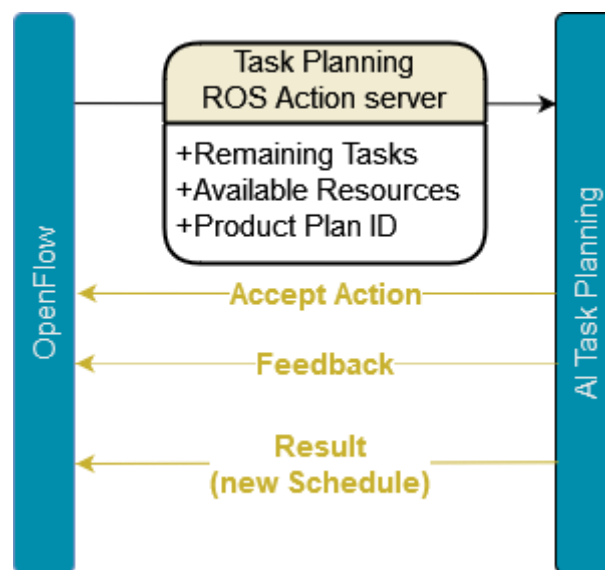 OpenFlow
Task Planning
ROS Action server
+Remaining Tasks
+Available Resources
+Product Plan ID
Accept Action
Feedback
Result
(new Schedule)
AI Task Planning